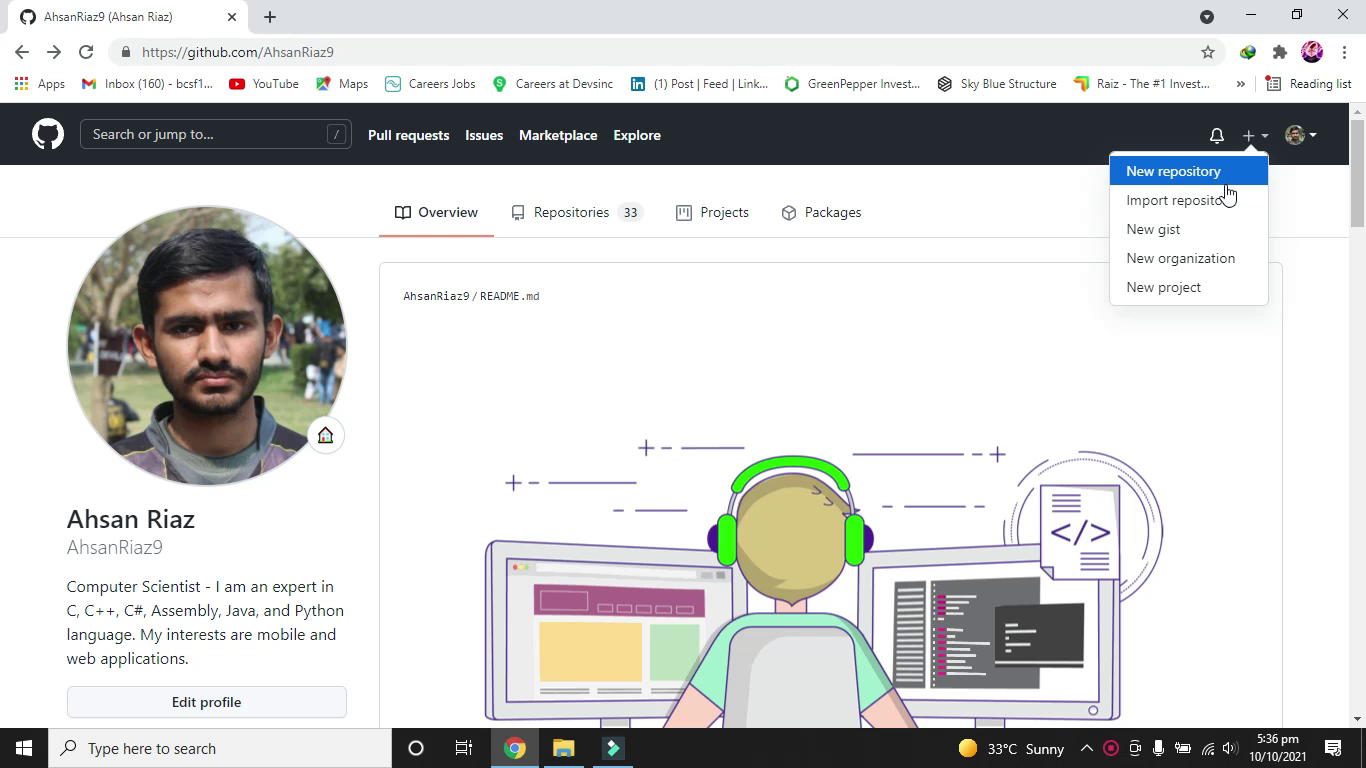 AhsanRiaz9 (Ahsan Riaz)
https://github.com/AhsanRiaz9
Apps
Inbox (160) - bcsf1...
YouTube
Maps
Careers Jobs
Careers at Devsinc
(1) Post | Feed | Link...
GreenPepper Invest...
Sky Blue Structure
Raiz - The #1 Invest...
»
Reading list
Search or jump to...
/
Pull requests
Issues
Marketplace
Explore
New repository
Import reposito
New gist
New organization
New project
Overview
Repositories 33
Projects
Packages
AhsanRiaz9 / README.md
</>
Ahsan Riaz
AhsanRiaz9
Computer Scientist - I am an expert in
C, C++, C#, Assembly, Java, and Python
language. My interests are mobile and
web applications.
Edit profile
Type here to search
33°C Sunny
5:36 pm
10/10/2021